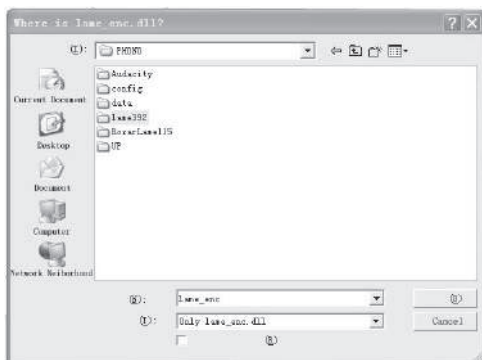 Where is lame_enc.dll?
(I): PHONO
Audacity
config
data
lame392
RazorLame115
UP
Current Document
Desktop
Document
Computer
Network Neiborhood
lame_enc
(T): Only lame_enc.dll
Cancel
(R)